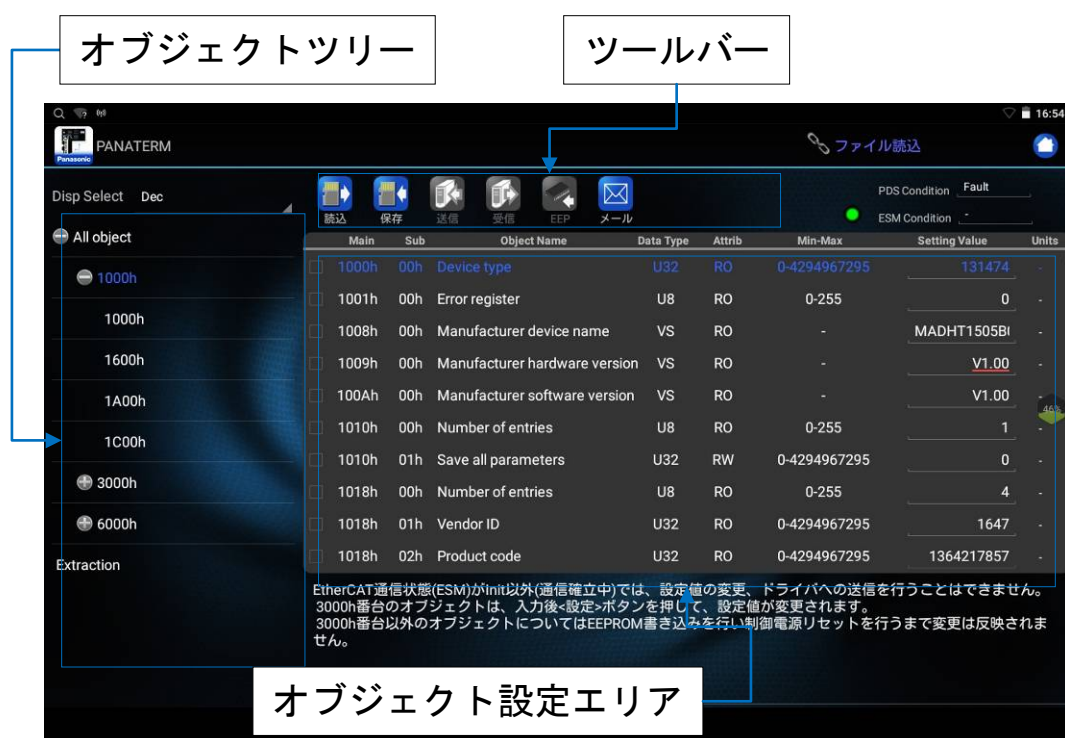 オブジェクトツリー
ツールバー
16:54
Panasonic
PANATERM
ファイル読込
Disp Select Dec
読込 保存 送信 受信 EEP メール
PDS Condition Fault
ESM Condition -
All object
1000h
1000h
1600h
1A00h
1C00h
3000h
6000h
Extraction
Main Sub Object Name Data Type Attrib Min-Max Setting Value Units
1000h 00h Device type U32 RO 0-4294967295 131474 -
1001h 00h Error register U8 RO 0-255 0 -
1008h 00h Manufacturer device name VS RO - MADHT1505B -
1009h 00h Manufacturer hardware version VS RO - V1.00 -
100Ah 00h Manufacturer software version VS RO - V1.00 -
46%
1010h 00h Number of entries U8 RO 0-255 1 -
1010h 01h Save all parameters U32 RW 0-4294967295 0 -
1018h 00h Number of entries U8 RO 0-255 4 -
1018h 01h Vendor ID U32 RO 0-4294967295 1647 -
1018h 02h Product code U32 RO 0-4294967295 1364217857 -
EtherCAT通信状態(ESM)がInit以外(通信確立中)では、設定値の変更、ドライバへの送信を行うことはできません。
3000h番台のオブジェクトは、入力後<設定>ボタンを押して、設定値が変更されます。
3000h番台以外のオブジェクトについてはEEPROM書き込みを行い制御電源リセットを行うまで変更は反映されま
せん。
オブジェクト設定エリア